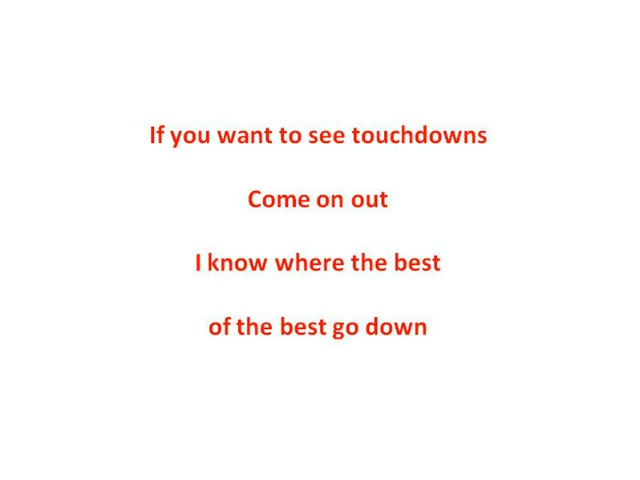 If you want to see touchdowns
Come on out
I know where the best
of the best go down